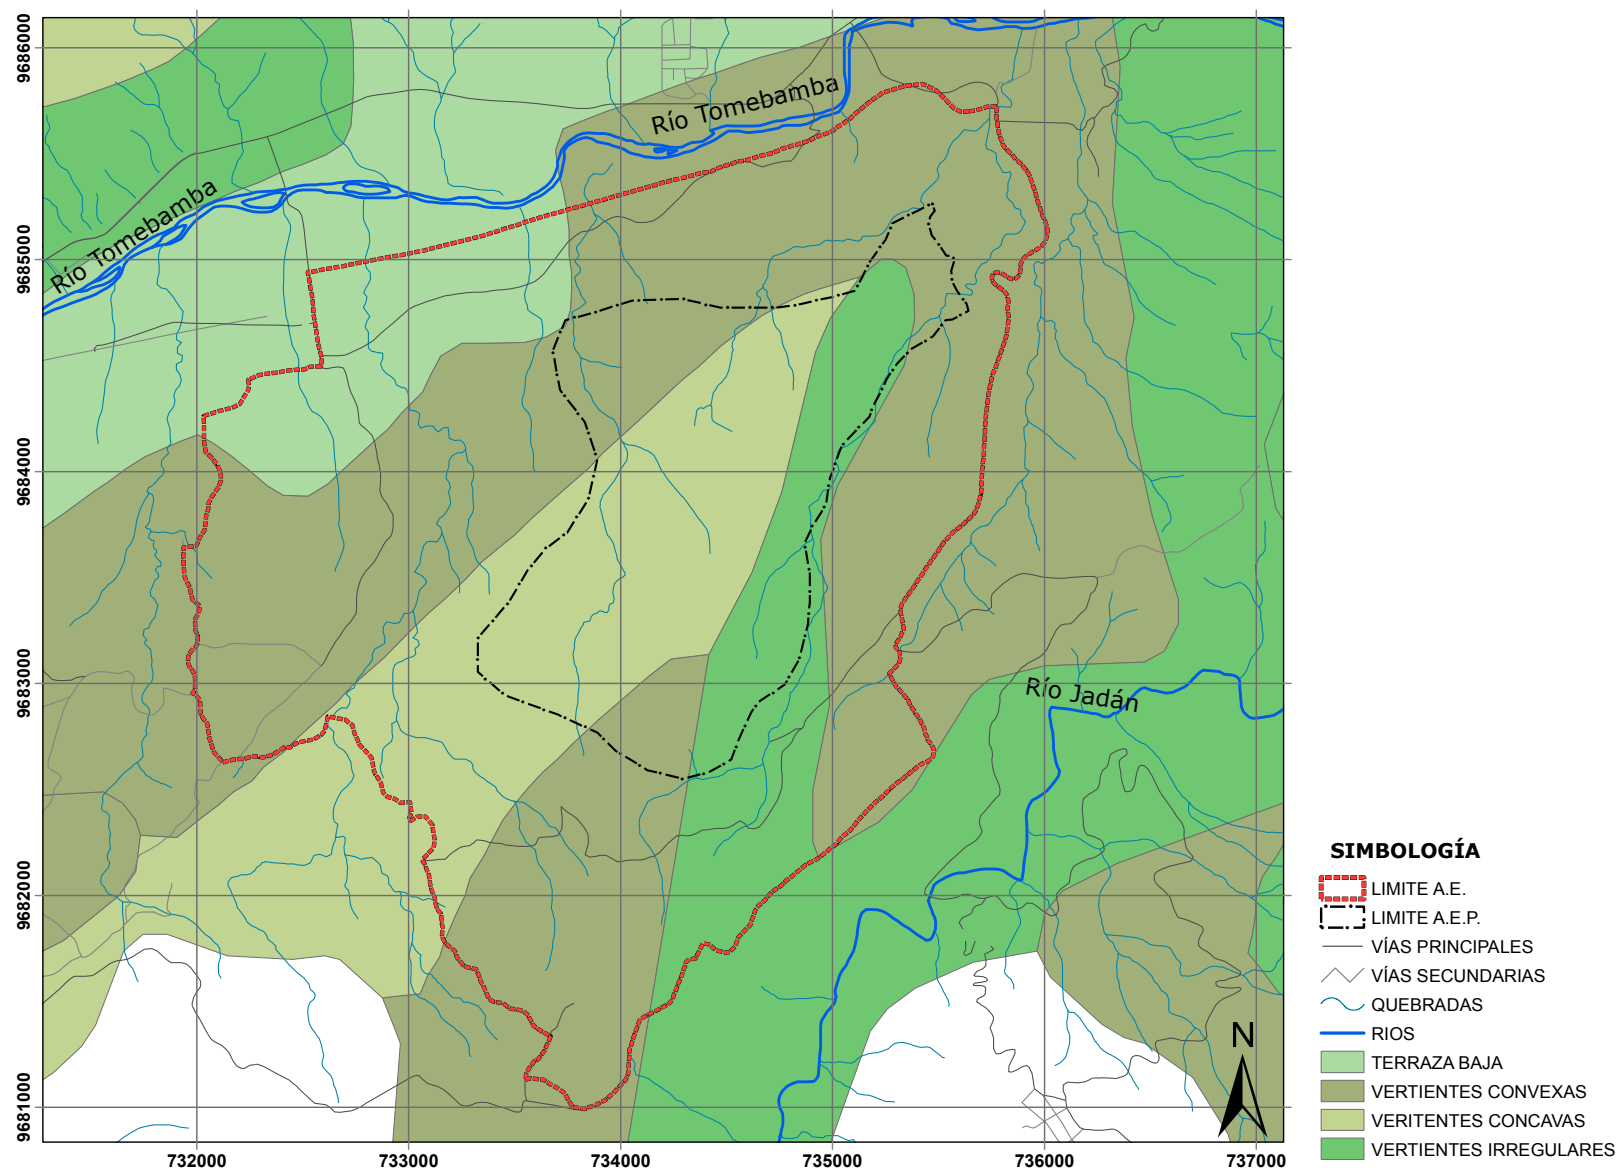 9686000
9685000
9684000
9683000
9682000
9681000
Río Tomebamba
Río Tomebamba
Río Jadán
N
732000
733000
734000
735000
736000
737000
SIMBOLOGÍA
LIMITE A.E.
LIMITE A.E.P.
VÍAS PRINCIPALES
VÍAS SECUNDARIAS
QUEBRADAS
RIOS
TERRAZA BAJA
VERTIENTES CONVEXAS
VERITENTES CONCAVAS
VERTIENTES IRREGULARES